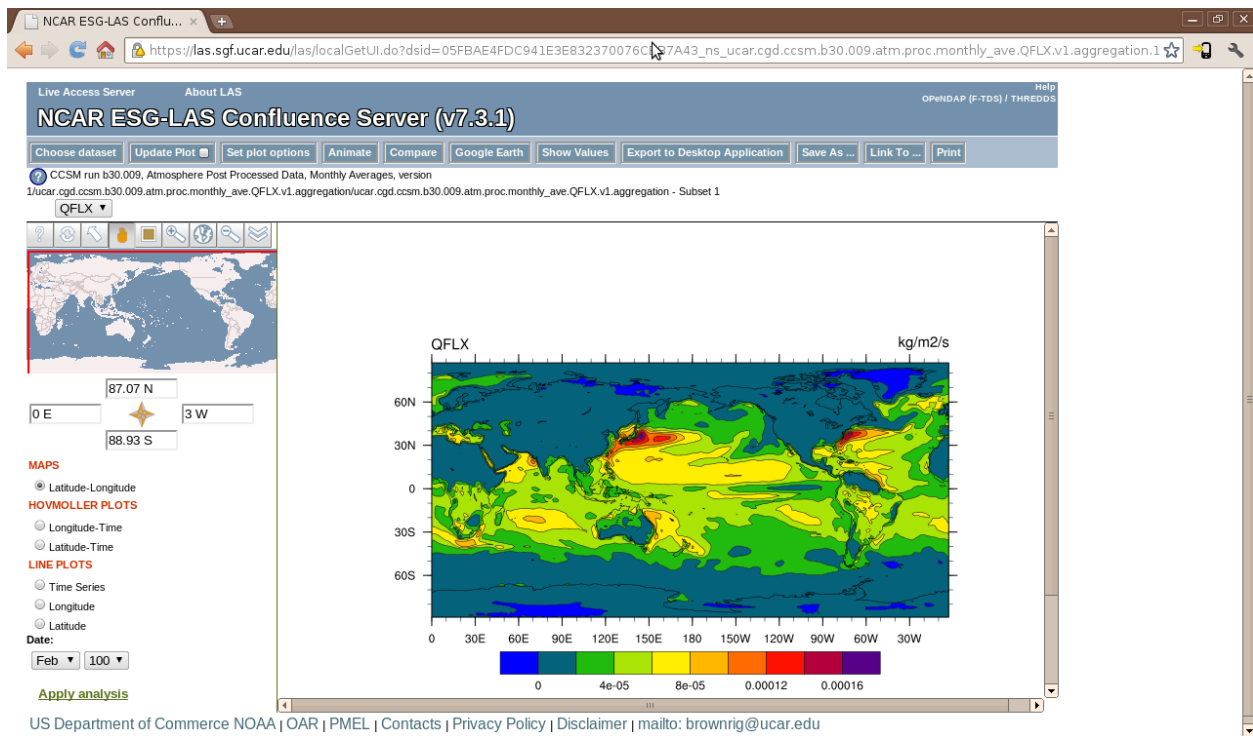 NCAR ESG-LAS Conflu...
https://las.sgf.ucar.edu/las/localGetUI.do?dsid=05FBAE4FDC941E3E832370076C 7A43_ns_ucar.cgd.ccsm.b30.009.atm.proc.monthly_ave.QFLX.v1.aggregation.1
Live Access Server About LAS Help
OPeNDAP (F-TDS) / THREDDS
NCAR ESG-LAS Confluence Server (v7.3.1)
Choose dataset Update Plot Set plot options Animate Compare Google Earth Show Values Export to Desktop Application Save As ... Link To ... Print
? CCSM run b30.009, Atmosphere Post Processed Data, Monthly Averages, version
1/ucar.cgd.ccsm.b30.009.atm.proc.monthly_ave.QFLX.v1.aggregation/ucar.cgd.ccsm.b30.009.atm.proc.monthly_ave.QFLX.v1.aggregation - Subset 1
QFLX
?
87.07 N
0 E 3 W
88.93 S
MAPS
Latitude-Longitude
HOVMOLLER PLOTS
Longitude-Time
Latitude-Time
LINE PLOTS
Time Series
Longitude
Latitude
Date:
Feb 100
Apply analysis
QFLX kg/m2/s
60N
30N
0
30S
60S
0 30E 60E 90E 120E 150E 180 150W 120W 90W 60W 30W
0 4e-05 8e-05 0.00012 0.00016
US Department of Commerce NOAA | OAR | PMEL | Contacts | Privacy Policy | Disclaimer | mailto: brownrig@ucar.edu